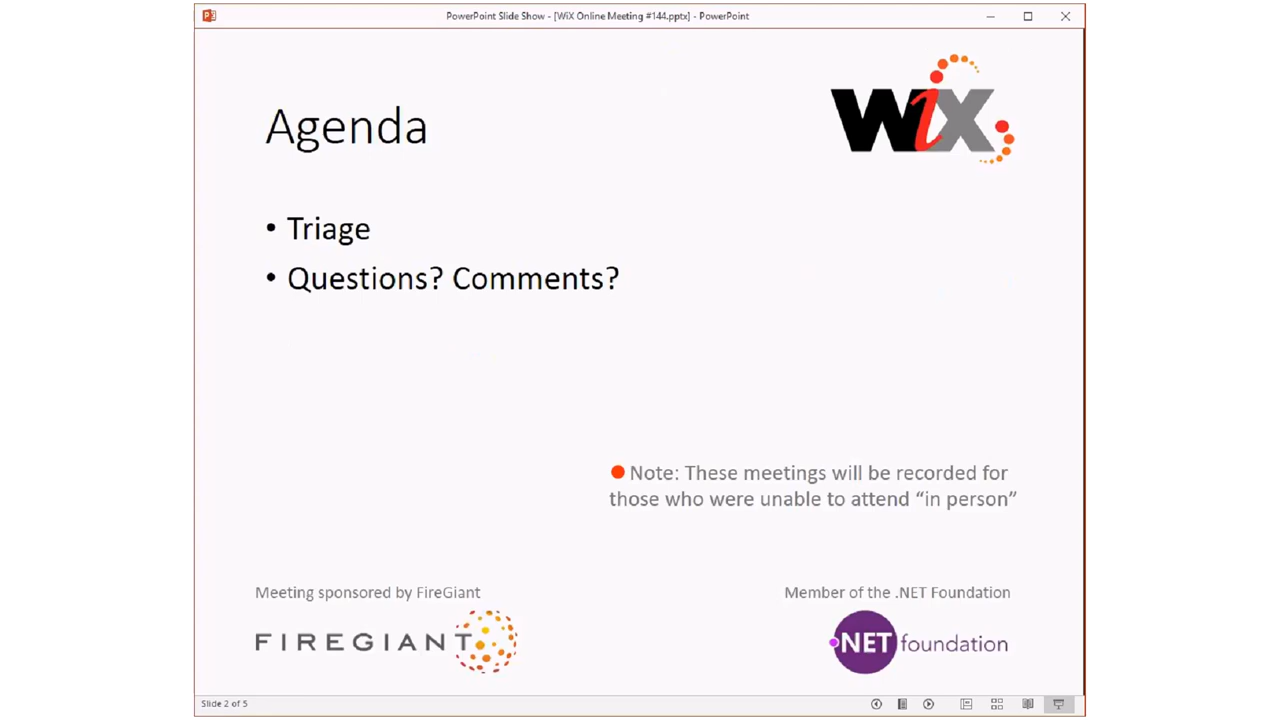 PowerPoint Slide Show - [WiX Online Meeting #144.pptx] - PowerPoint
WiX
Agenda
• Triage
• Questions? Comments?
Note: These meetings will be recorded for
those who were unable to attend “in person”
Meeting sponsored by FireGiant
Member of the .NET Foundation
FIREGIANT
.NET foundation
Slide 2 of 5